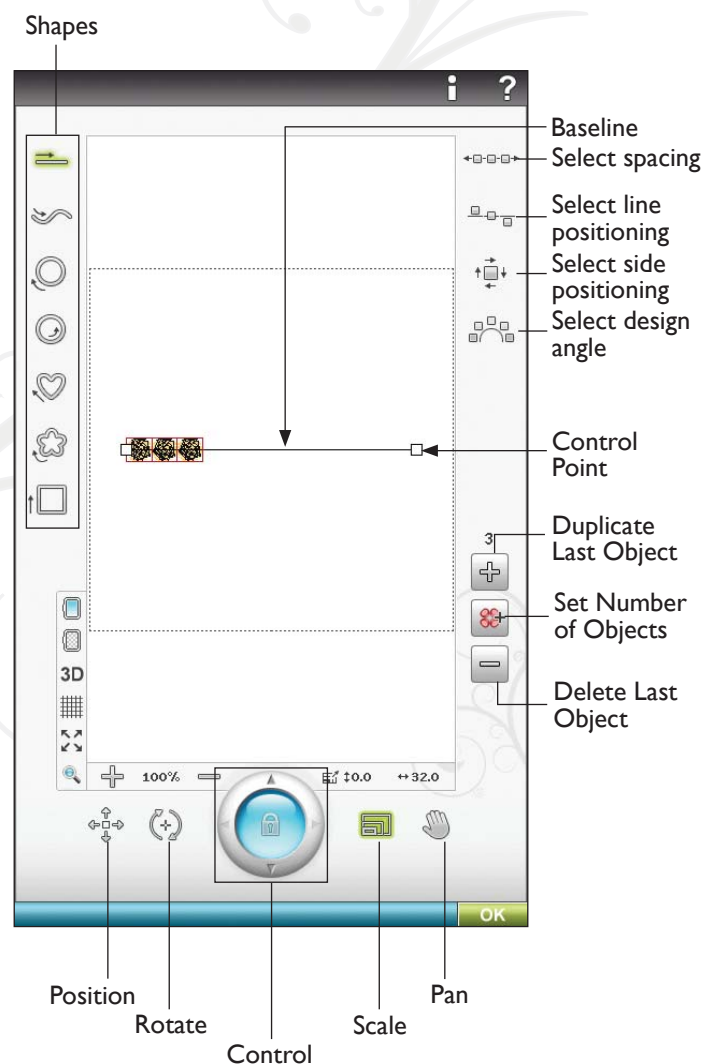 Shapes
i ?
Baseline
Select spacing
Select line
positioning
Select side
positioning
Select design
angle
Control
Point
3
Duplicate
Last Object
Set Number
of Objects
Delete Last
Object
3D
100% ↕0.0 ↔32.0
OK
Position
Rotate
Control
Scale
Pan